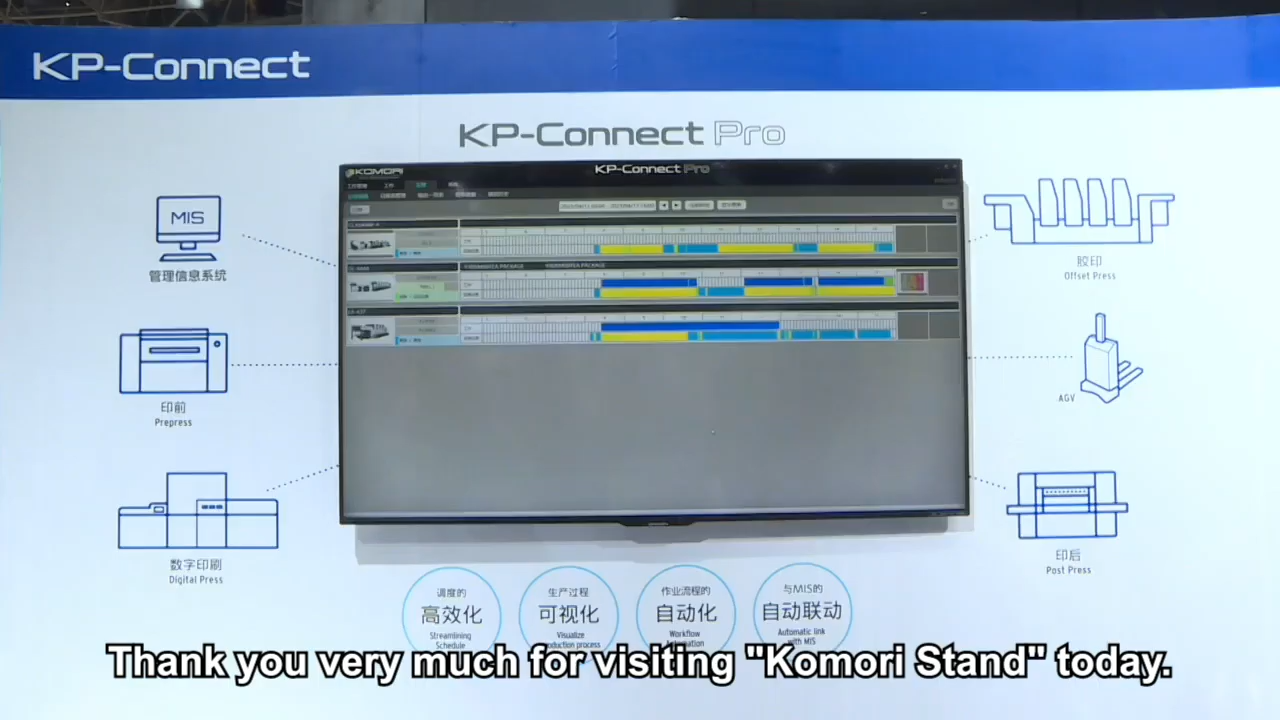 KP-Connect
KP-Connect Pro
KOMORI
KP-Connect Pro
MIS
管理信息系统
印前
Prepress
数字印刷
Digital Press
胶印
Offset Press
AGV
印后
Post Press
调度的
高效化
Streamlining
Schedule
生产过程
可视化
Visualize
production process
作业流程的
自动化
Workflow
Automation
与MIS的
自动联动
Automatic link
with MIS
Thank you very much for visiting "Komori Stand" today.